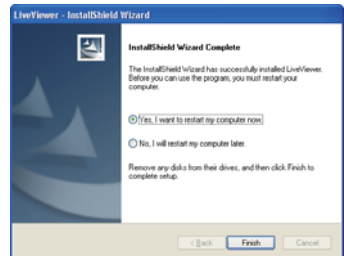 LiveViewer - InstallShield Wizard
InstallShield Wizard Complete
The InstallShield Wizard has successfully installed LiveViewer.
Before you can use the program, you must restart your
computer.
Yes, I want to restart my computer now.
No, I will restart my computer later.
Remove any disks from their drives, and then click Finish to
complete setup.
< Back Finish Cancel